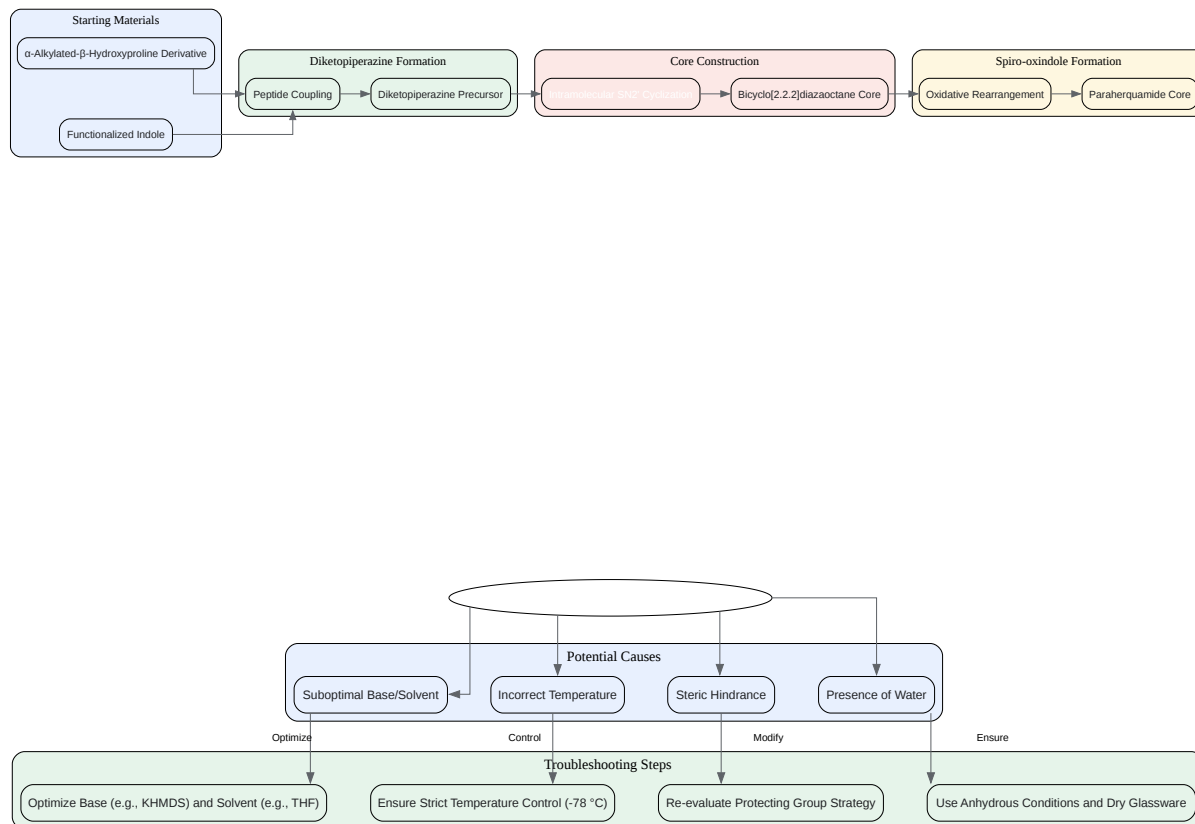 Starting Materials
α-Alkylated-β-Hydroxyproline Derivative
Functionalized Indole
Diketopiperazine Formation
Peptide Coupling
Diketopiperazine Precursor
Core Construction
Intramolecular SN2' Cyclization
Bicyclo[2.2.2]diazaoctane Core
Spiro-oxindole Formation
Oxidative Rearrangement
Paraherquamide Core
Potential Causes
Suboptimal Base/Solvent
Incorrect Temperature
Steric Hindrance
Presence of Water
Optimize
Control
Modify
Ensure
Troubleshooting Steps
Optimize Base (e.g., KHMDS) and Solvent (e.g., THF)
Ensure Strict Temperature Control (-78 °C)
Re-evaluate Protecting Group Strategy
Use Anhydrous Conditions and Dry Glassware